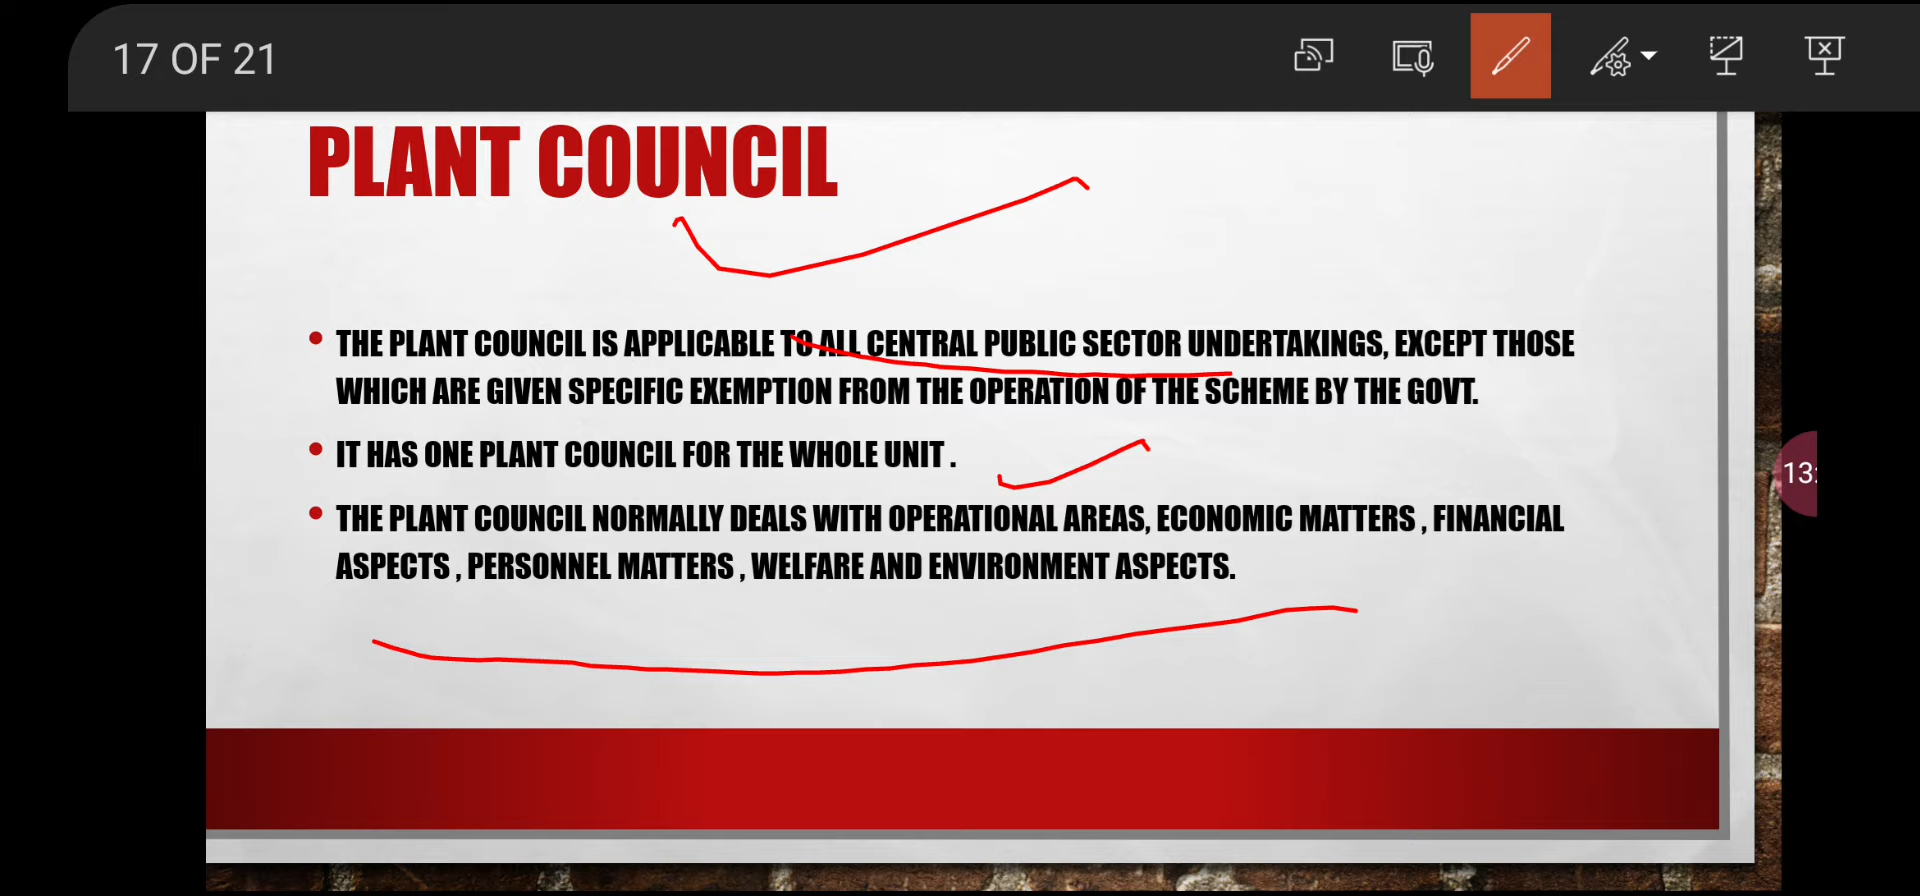 17 OF 21
PLANT COUNCIL
• THE PLANT COUNCIL IS APPLICABLE TO ALL CENTRAL PUBLIC SECTOR UNDERTAKINGS, EXCEPT THOSE
WHICH ARE GIVEN SPECIFIC EXEMPTION FROM THE OPERATION OF THE SCHEME BY THE GOVT.
• IT HAS ONE PLANT COUNCIL FOR THE WHOLE UNIT .
13:
• THE PLANT COUNCIL NORMALLY DEALS WITH OPERATIONAL AREAS, ECONOMIC MATTERS , FINANCIAL
ASPECTS , PERSONNEL MATTERS , WELFARE AND ENVIRONMENT ASPECTS.